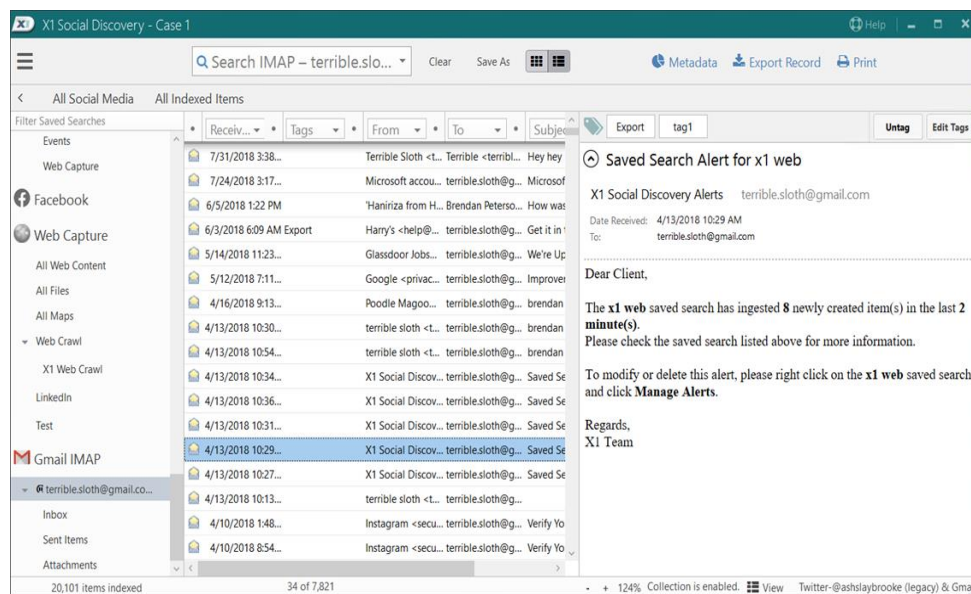 X1 Social Discovery - Case 1
Help
Search IMAP – terrible.slo...
Clear
Save As
Metadata
Export Record
Print
All Social Media
All Indexed Items
Filter Saved Searches
Events
Web Capture
Facebook
Web Capture
All Web Content
All Files
All Maps
Web Crawl
X1 Web Crawl
LinkedIn
Test
Gmail IMAP
terrible.sloth@gmail.co...
Inbox
Sent Items
Attachments
Receiv... Tags From To Subjec
7/31/2018 3:38... Terrible Sloth <t... Terrible <terribl... Hey hey
7/24/2018 3:17... Microsoft accou... terrible.sloth@g... Microsof
6/5/2018 1:22 PM 'Haniriza from H... Brendan Peterso... How was
6/3/2018 6:09 AM Export Harry's <help@... terrible.sloth@g... Get it in
5/14/2018 11:23... Glassdoor Jobs... terrible.sloth@g... We're Up
5/12/2018 7:11... Google <privac... terrible.sloth@g... Improve
4/16/2018 9:13... Poodle Magoo... terrible.sloth@g... brendan
4/13/2018 10:30... terrible sloth <t... terrible.sloth@g... brendan
4/13/2018 10:54... terrible sloth <t... terrible.sloth@g... brendan
4/13/2018 10:34... X1 Social Discov... terrible.sloth@g... Saved Se
4/13/2018 10:36... X1 Social Discov... terrible.sloth@g... Saved Se
4/13/2018 10:31... X1 Social Discov... terrible.sloth@g... Saved Se
4/13/2018 10:29... X1 Social Discov... terrible.sloth@g... Saved Se
4/13/2018 10:27... X1 Social Discov... terrible.sloth@g... Saved Se
4/13/2018 10:13... terrible sloth <t... terrible.sloth@g...
4/10/2018 1:48... Instagram <secu... terrible.sloth@g... Verify Yo
4/10/2018 8:54... Instagram <secu... terrible.sloth@g... Verify Yo
Export tag1 Untag Edit Tags
Saved Search Alert for x1 web
X1 Social Discovery Alerts terrible.sloth@gmail.com
Date Received: 4/13/2018 10:29 AM
To: terrible.sloth@gmail.com
Dear Client,
The x1 web saved search has ingested 8 newly created item(s) in the last 2
minute(s).
Please check the saved search listed above for more information.
To modify or delete this alert, please right click on the x1 web saved search
and click Manage Alerts.
Regards,
X1 Team
20,101 items indexed
34 of 7,821
- + 124% Collection is enabled. View Twitter-@ashslaybrooke (legacy) & Gma